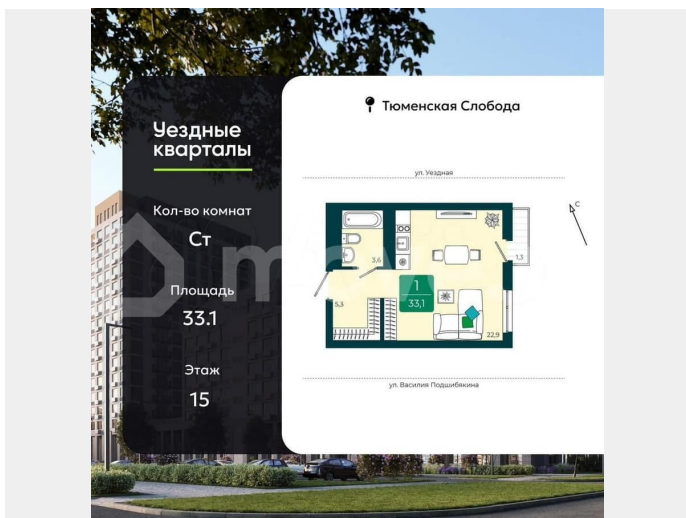 Уездные
кварталы
Кол-во комнат
Ст
Площадь
33.1
Этаж
15
Тюменская Слобода
ул. Уездная
С
3,6
1,3
1
33,1
5,3
22,9
ул. Василия Подшибякина